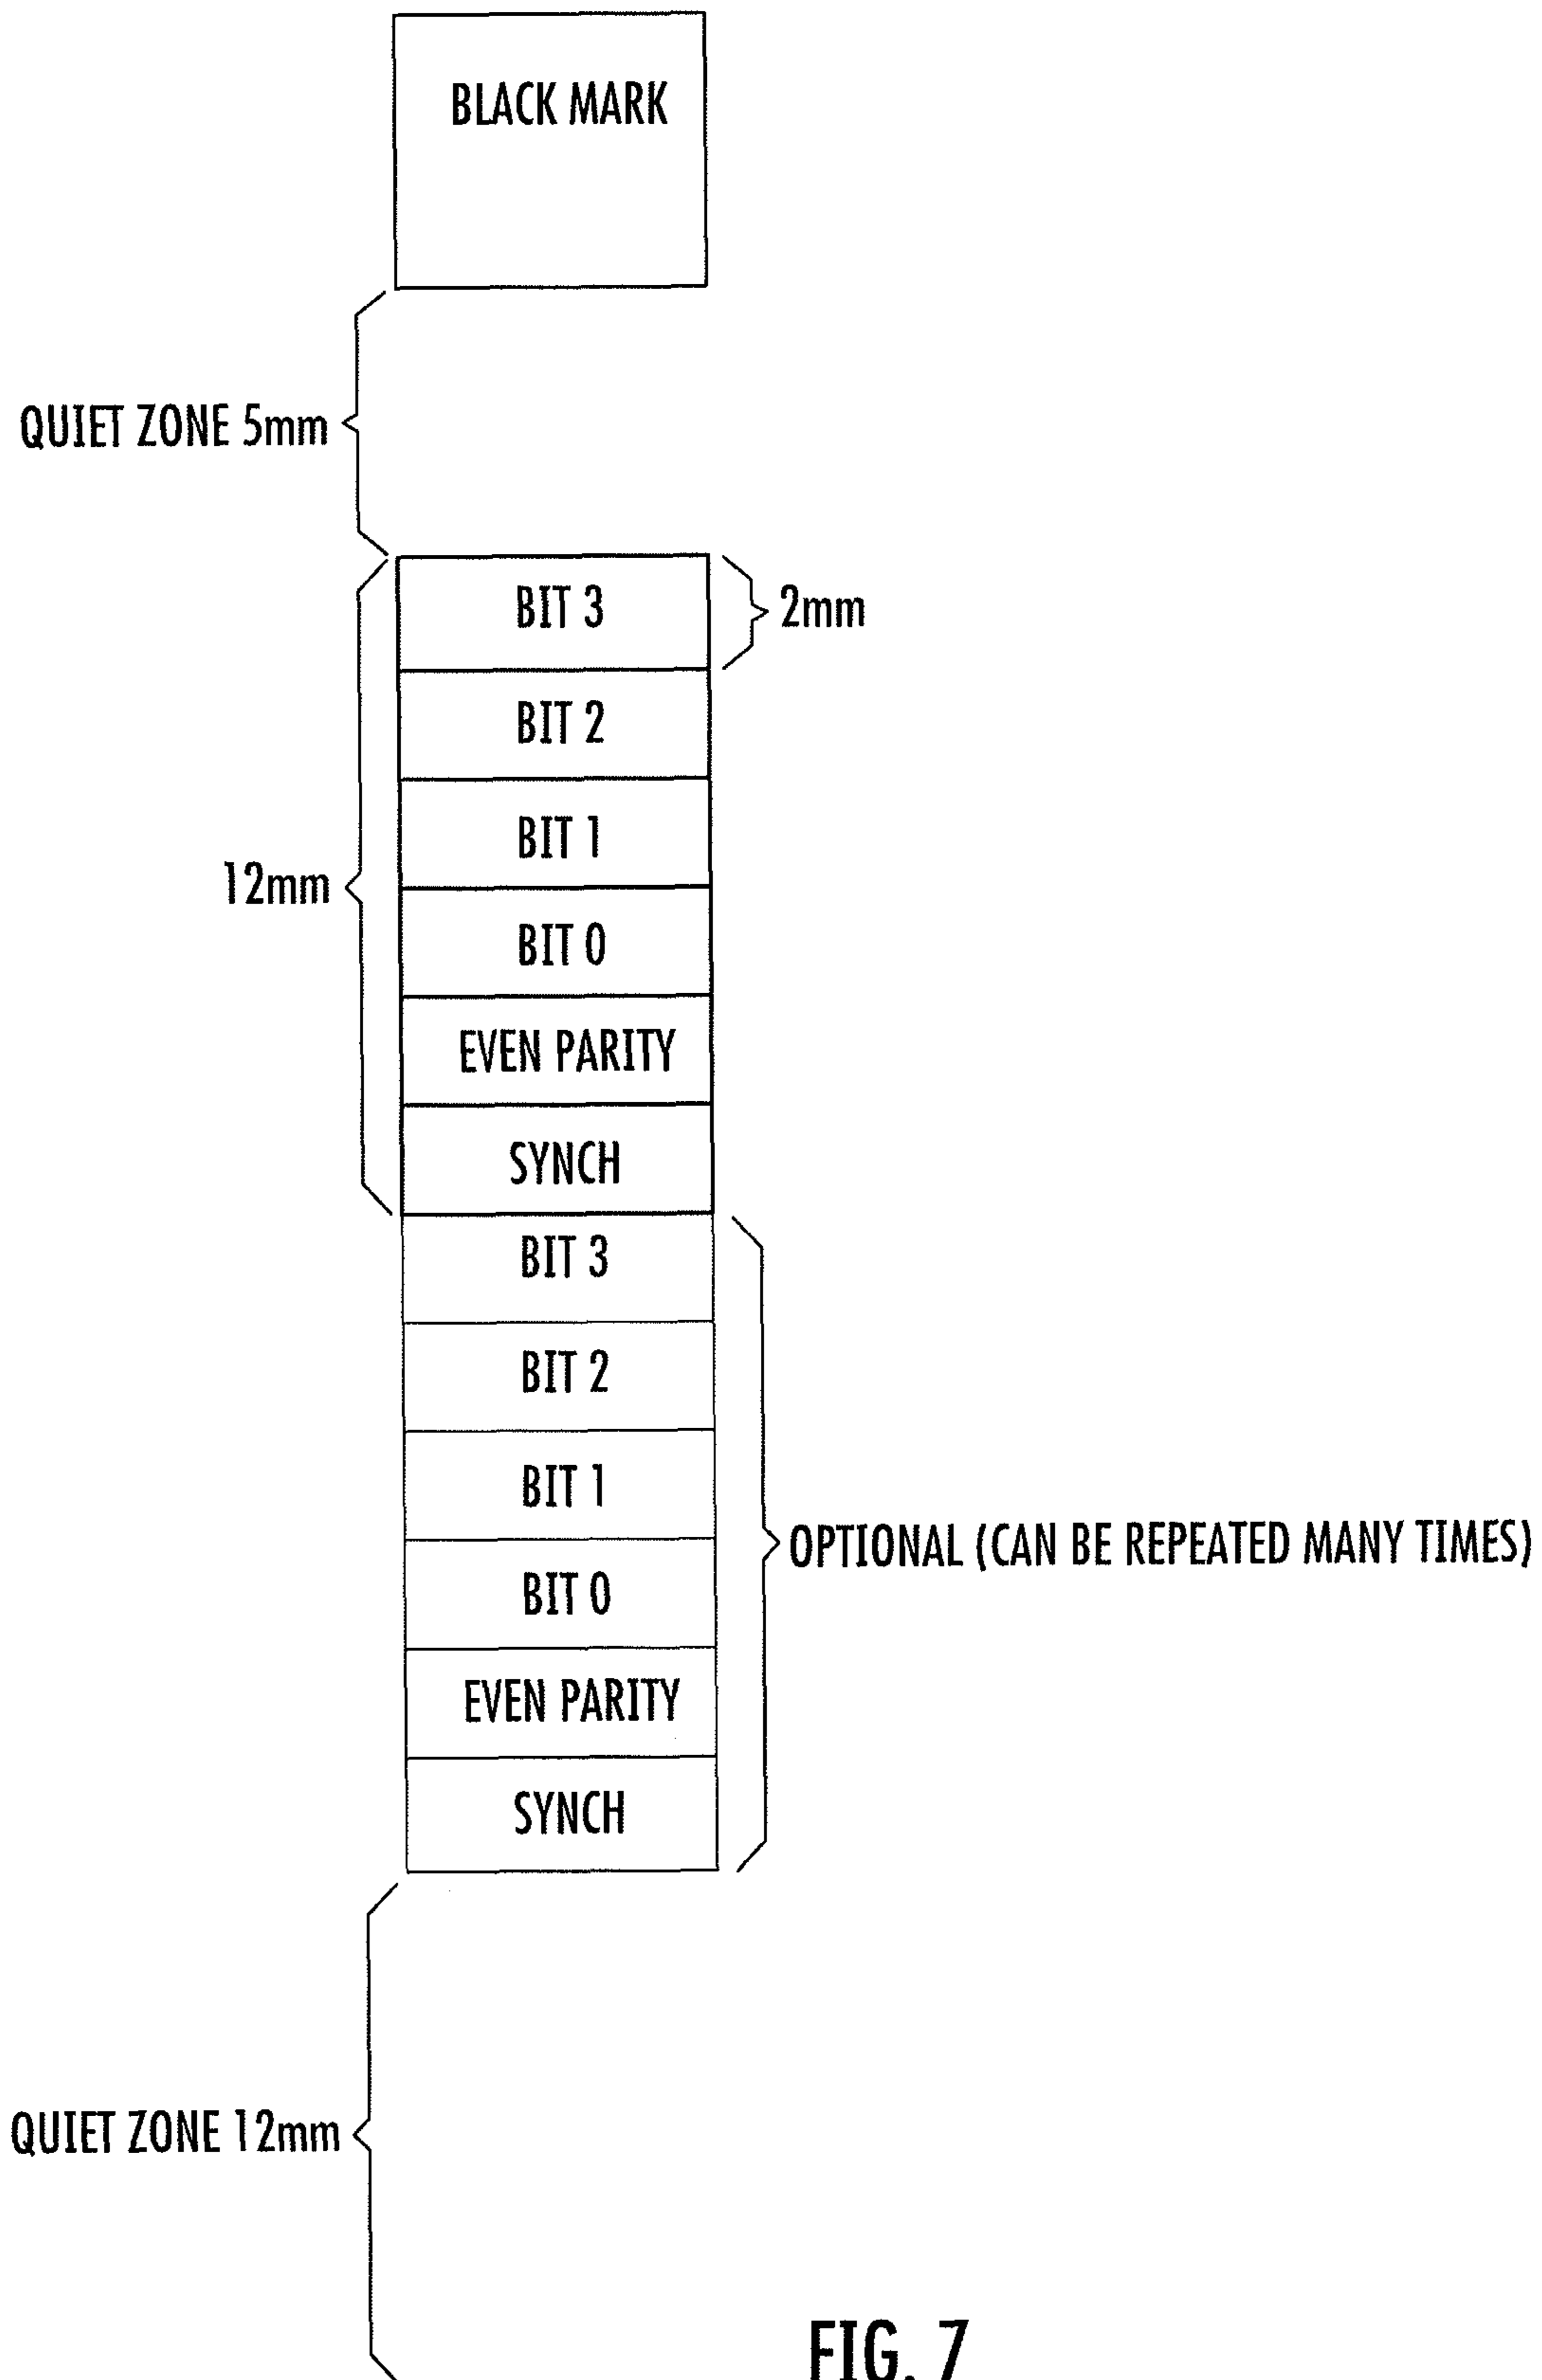 BLACK MARK
QUIET ZONE 5mm
BIT 3
2mm
BIT 2
BIT 1
12mm
BIT 0
EVEN PARITY
SYNCH
BIT 3
BIT 2
BIT 1
OPTIONAL (CAN BE REPEATED MANY TIMES)
BIT 0
EVEN PARITY
SYNCH
QUIET ZONE 12mm
FIG. 7